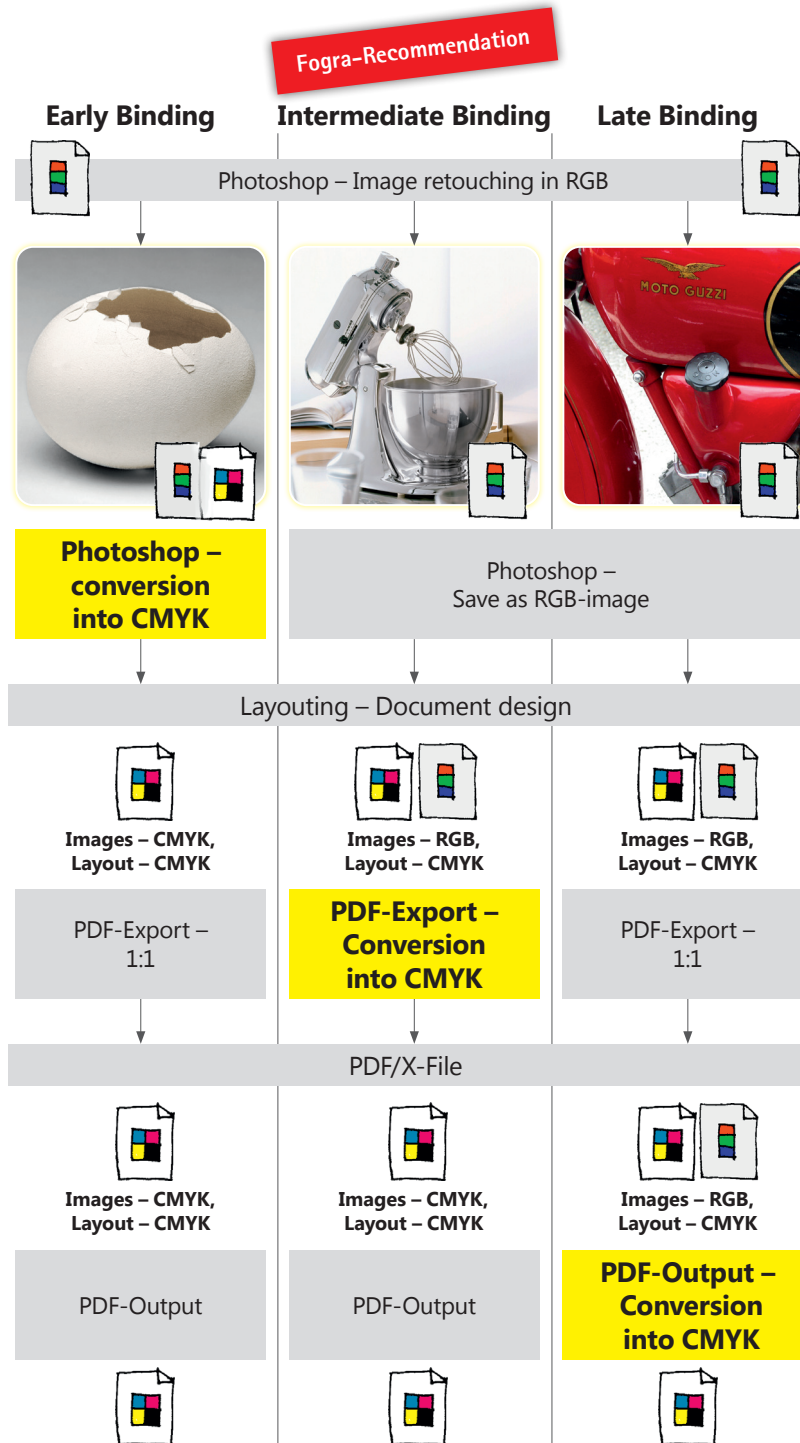 Fogra-Recommendation
Early Binding
Intermediate Binding
Late Binding
Photoshop – Image retouching in RGB
MOTO GUZZI
Photoshop –
conversion
into CMYK
Photoshop –
Save as RGB-image
Layouting – Document design
Images – CMYK,
Layout – CMYK
Images – RGB,
Layout – CMYK
Images – RGB,
Layout – CMYK
PDF-Export –
1:1
PDF-Export –
Conversion
into CMYK
PDF-Export –
1:1
PDF/X-File
Images – CMYK,
Layout – CMYK
Images – CMYK,
Layout – CMYK
Images – RGB,
Layout – CMYK
PDF-Output
PDF-Output
PDF-Output –
Conversion
into CMYK